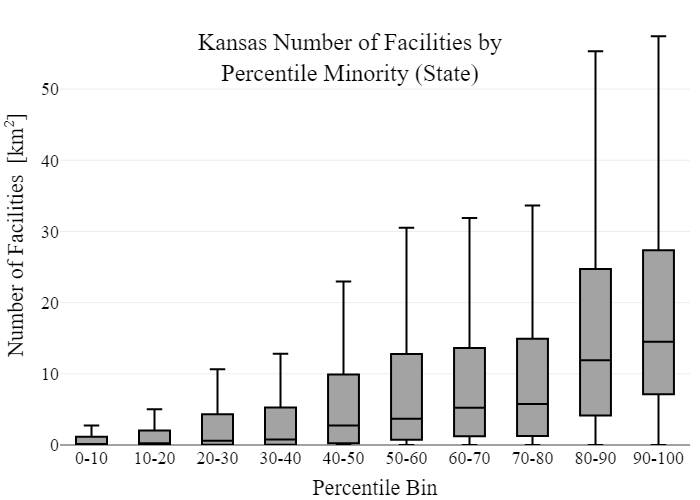 Kansas Number of Facilities by
Percentile Minority (State)
Number of Facilities [km²]
50
40
30
20
10
0
0-10 10-20 20-30 30-40 40-50 50-60 60-70 70-80 80-90 90-100
Percentile Bin